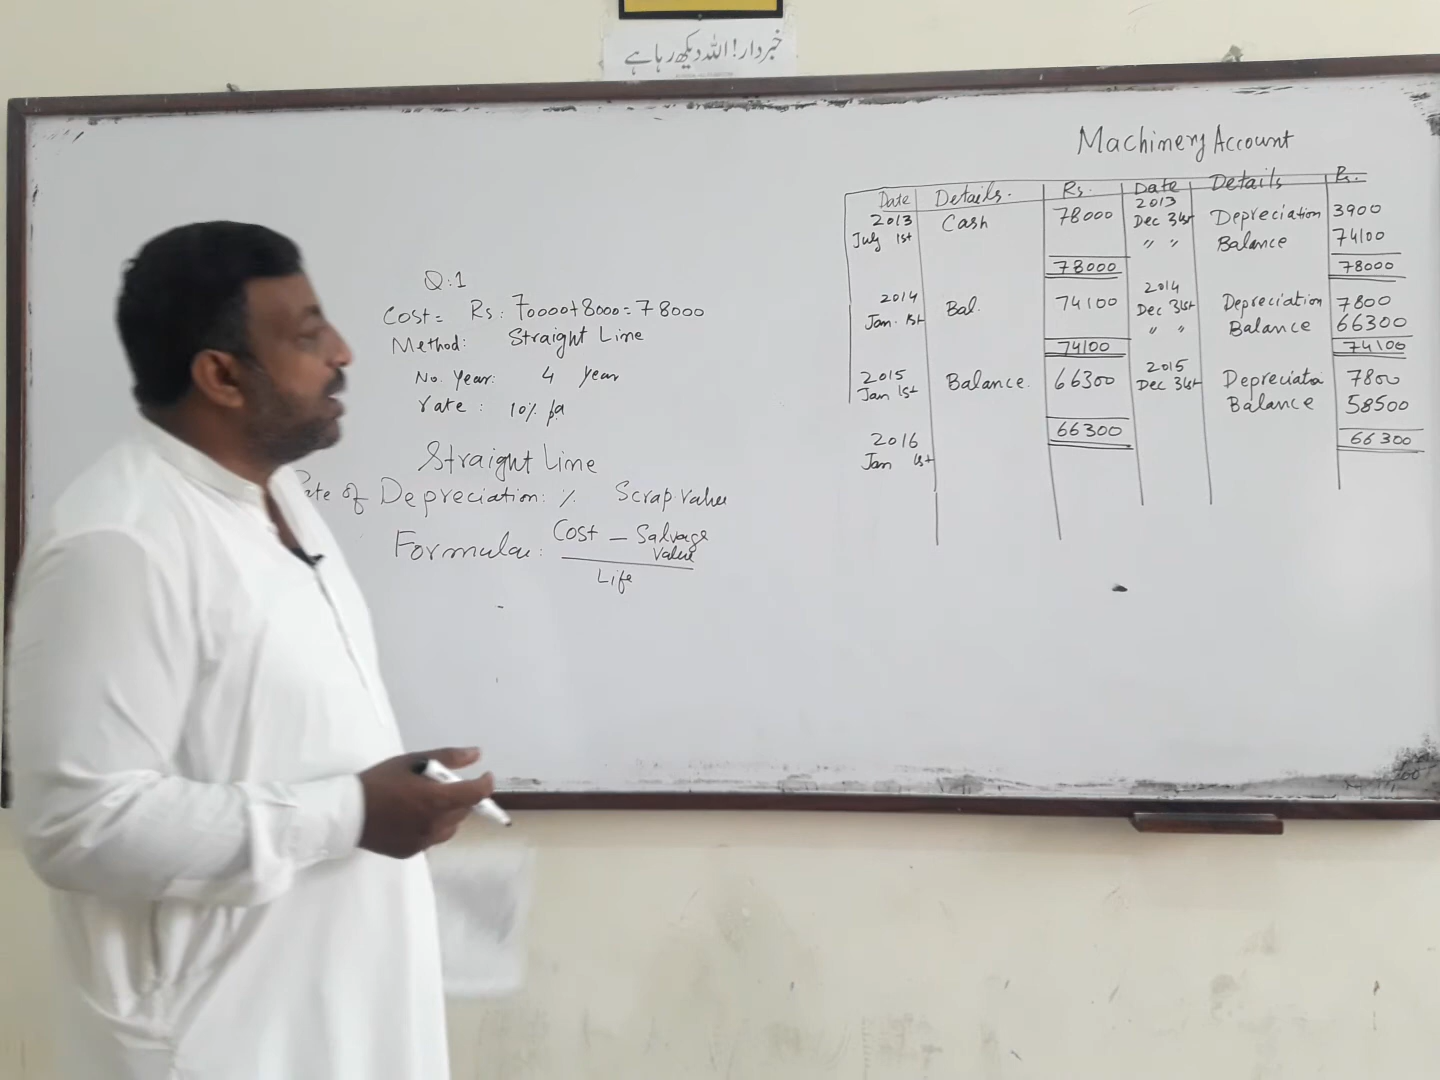 خبردار! اللہ دیکھ رہا ہے
Q:1
Cost = Rs: 70000+8000=78000
Method: Straight Line
No. Year: 4 year
rate: 10% pa
Straight Line
of Depreciation: % Scrap value
Formulae: Cost — Salvage value
Life
Machinery Account
Date Details. Rs. Date Details Rs.
2013 July 1st Cash 78000 2013 Dec 31st Depreciation 3900
" " Balance 74100
78000 78000
2014 Jan. 1st Bal. 74100 2014 Dec 31st Depreciation 7800
" " Balance 66300
74100 74100
2015 Jan 1st Balance. 66300 2015 Dec 31st Depreciatio 7800
Balance 58500
66300 66300
2016 Jan 1st